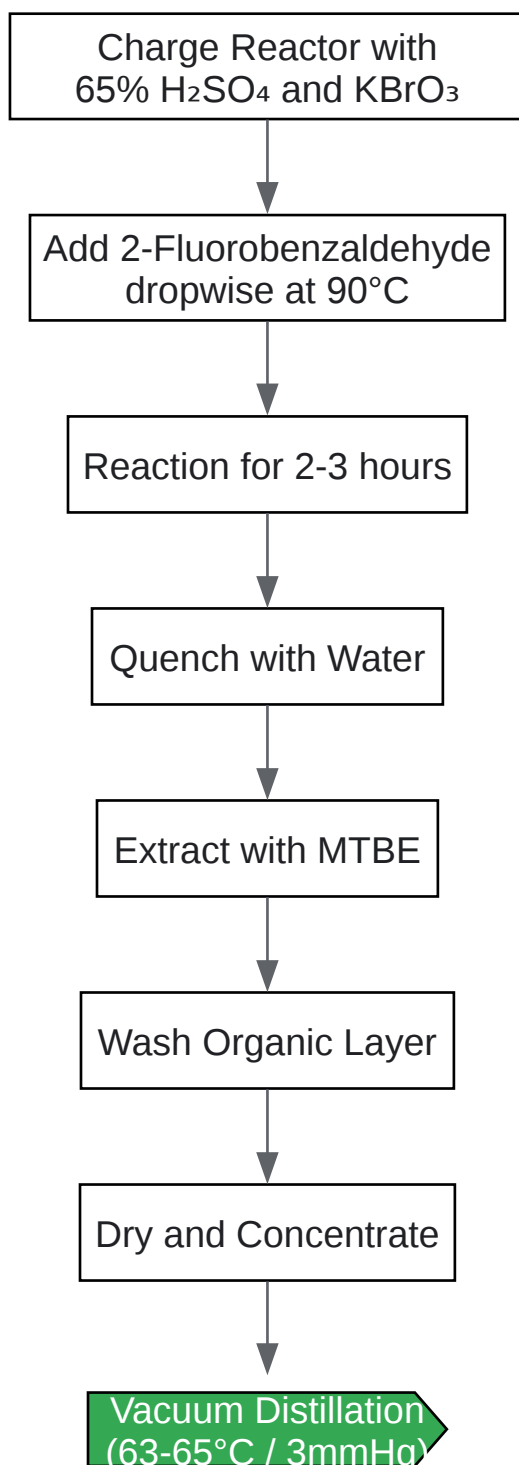 Charge Reactor with
65% H₂SO₄ and KBrO₃
Add 2-Fluorobenzaldehyde
dropwise at 90°C
Reaction for 2-3 hours
Quench with Water
Extract with MTBE
Wash Organic Layer
Dry and Concentrate
Vacuum Distillation
(63-65°C / 3mmHg)